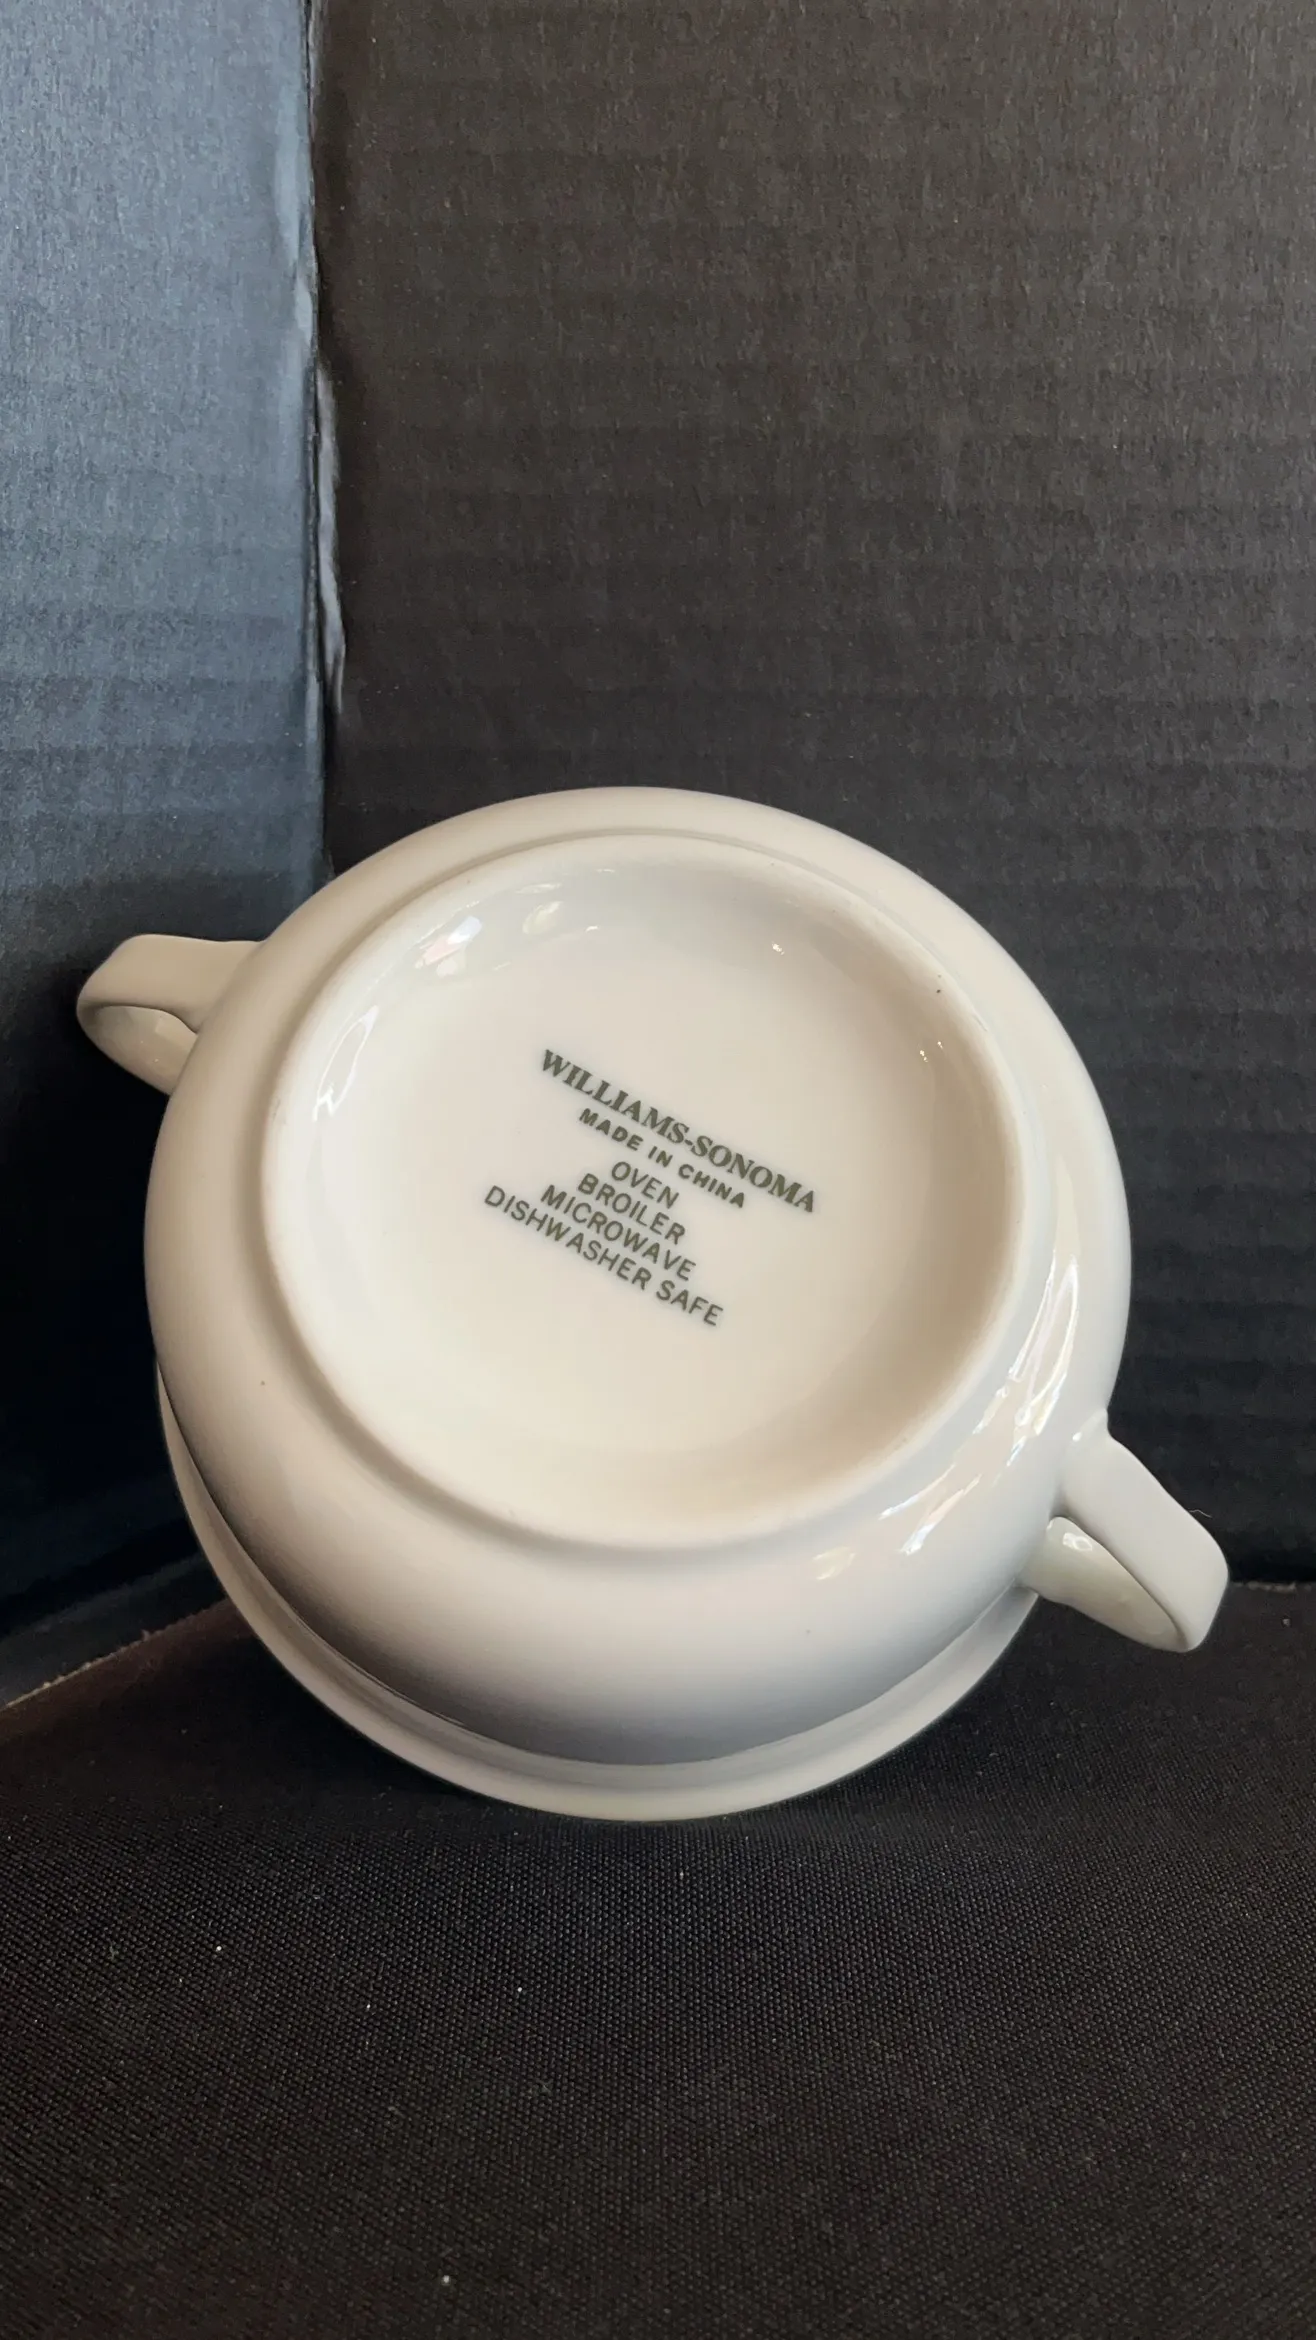 WILLIAMS-SONOMA
MADE IN CHINA
OVEN
BROILER
MICROWAVE
DISHWASHER SAFE